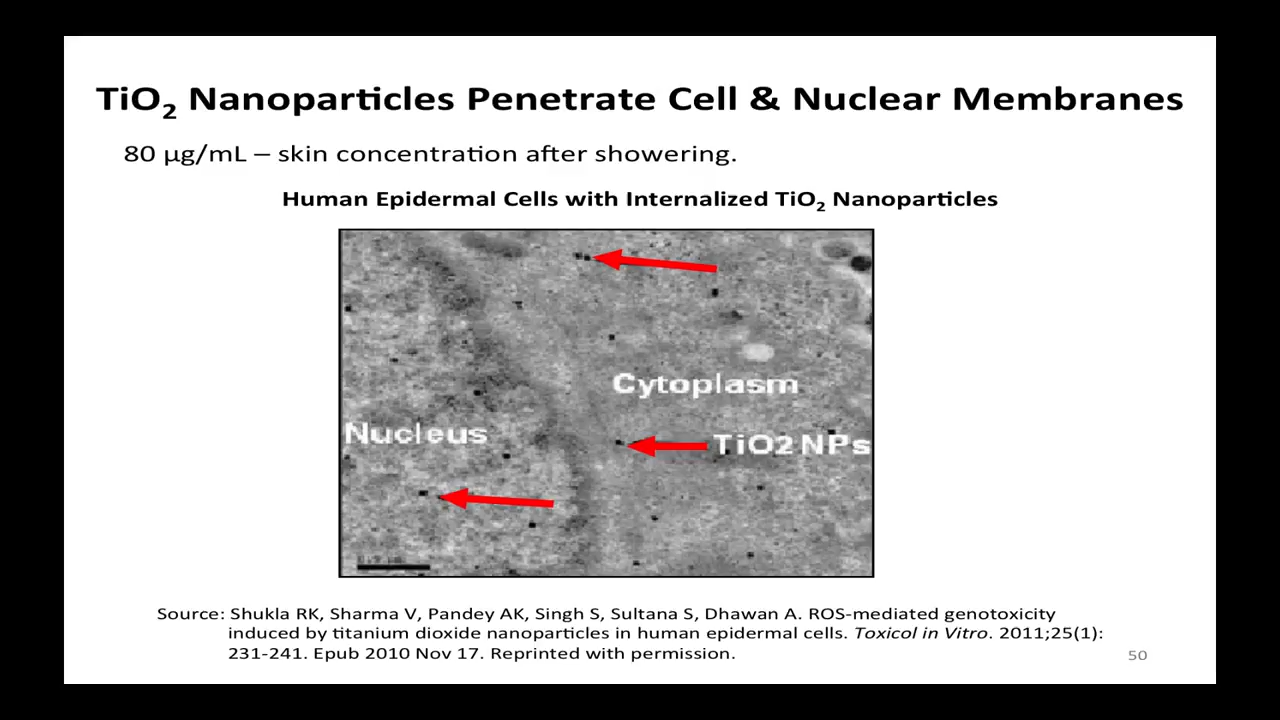 TiO₂ Nanoparticles Penetrate Cell & Nuclear Membranes
80 µg/mL – skin concentration after showering.
Human Epidermal Cells with Internalized TiO₂ Nanoparticles
Cytoplasm
Nucleus
TiO2 NPs
Source: Shukla RK, Sharma V, Pandey AK, Singh S, Sultana S, Dhawan A. ROS-mediated genotoxicity
induced by titanium dioxide nanoparticles in human epidermal cells. Toxicol in Vitro. 2011;25(1):
231-241. Epub 2010 Nov 17. Reprinted with permission.
50